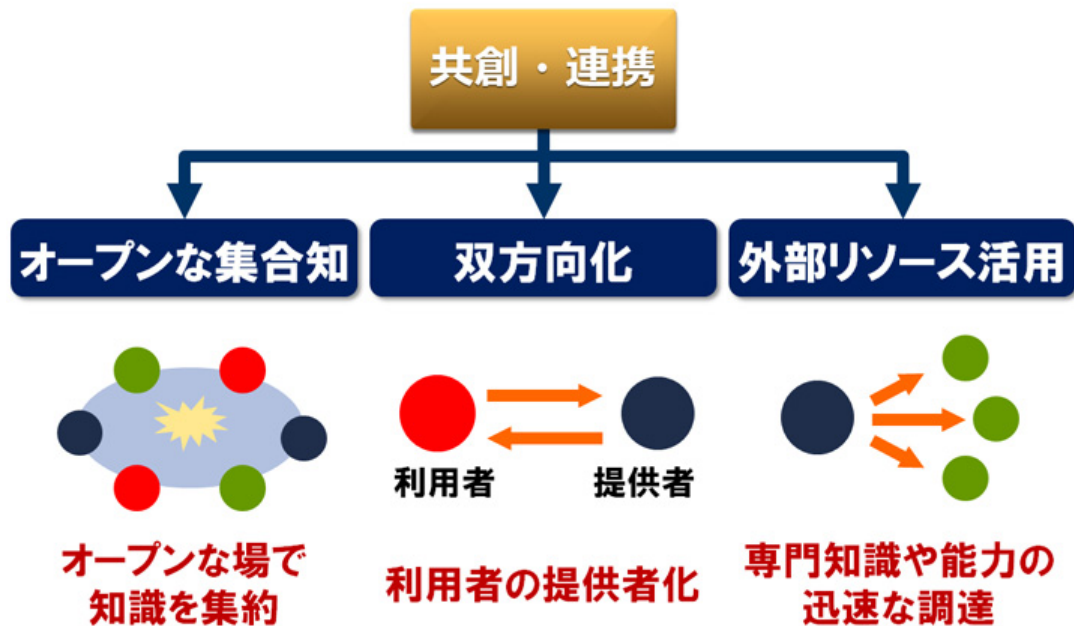 共創・連携
オープンな集合知
双方向化
外部リソース活用
利用者
提供者
オープンな場で
知識を集約
利用者の提供者化
専門知識や能力の
迅速な調達